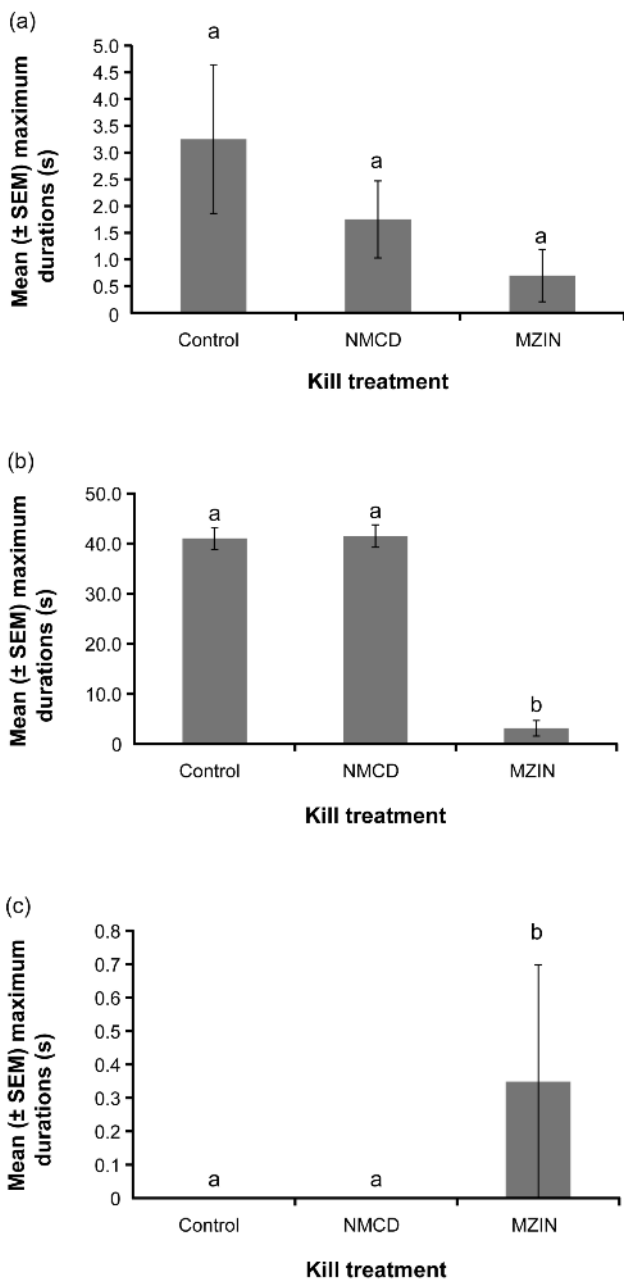 (a)
a
5.0
4.5
4.0
3.5
3.0
2.5
2.0
1.5
1.0
0.5
0
a
a
Mean (± SEM) maximum
durations (s)
Control NMCD MZIN
Kill treatment
(b)
50.0
40.0
30.0
20.0
10.0
0
a a
b
Mean (± SEM) maximum
durations (s)
Control NMCD MZIN
Kill treatment
(c)
0.8
0.7
0.6
0.5
0.4
0.3
0.2
0.1
0
b
a a
Mean (± SEM) maximum
durations (s)
Control NMCD MZIN
Kill treatment